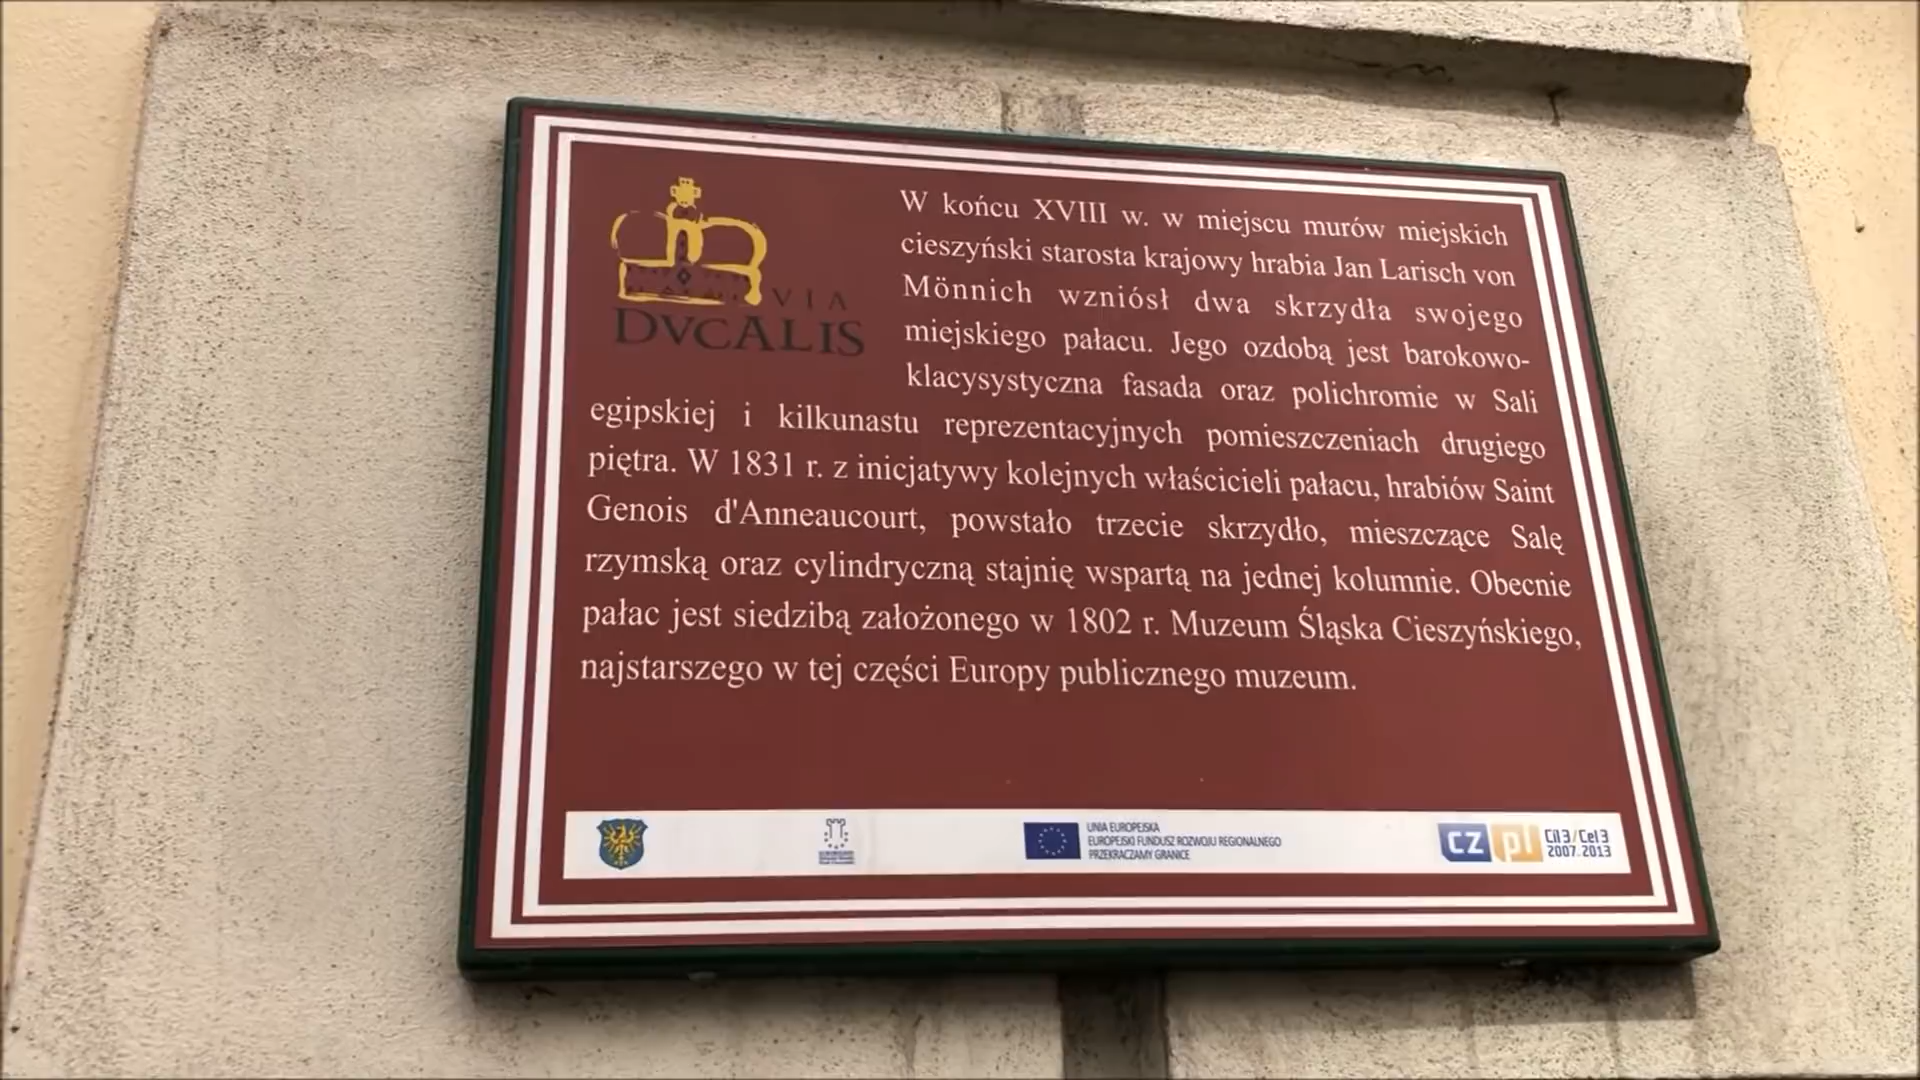 VIA
DVCALIS
W końcu XVIII w. w miejscu murów miejskich
cieszyński starosta krajowy hrabia Jan Larisch von
Mönnich wzniósł dwa skrzydła swojego
miejskiego pałacu. Jego ozdobą jest barokowo-
klacysystyczna fasada oraz polichromie w Sali
egipskiej i kilkunastu reprezentacyjnych pomieszczeniach drugiego
piętra. W 1831 r. z inicjatywy kolejnych właścicieli pałacu, hrabiów Saint
Genois d'Anneaucourt, powstało trzecie skrzydło, mieszczące Salę
rzymską oraz cylindryczną stajnię wspartą na jednej kolumnie. Obecnie
pałac jest siedzibą założonego w 1802 r. Muzeum Śląska Cieszyńskiego,
najstarszego w tej części Europy publicznego muzeum.
UNIA EUROPEJSKA
EUROPEJSKI FUNDUSZ ROZWOJU REGIONALNEGO
PRZEKRACZAMY GRANICE
cz pl Cíl 3 / Cel 3
2007-2013